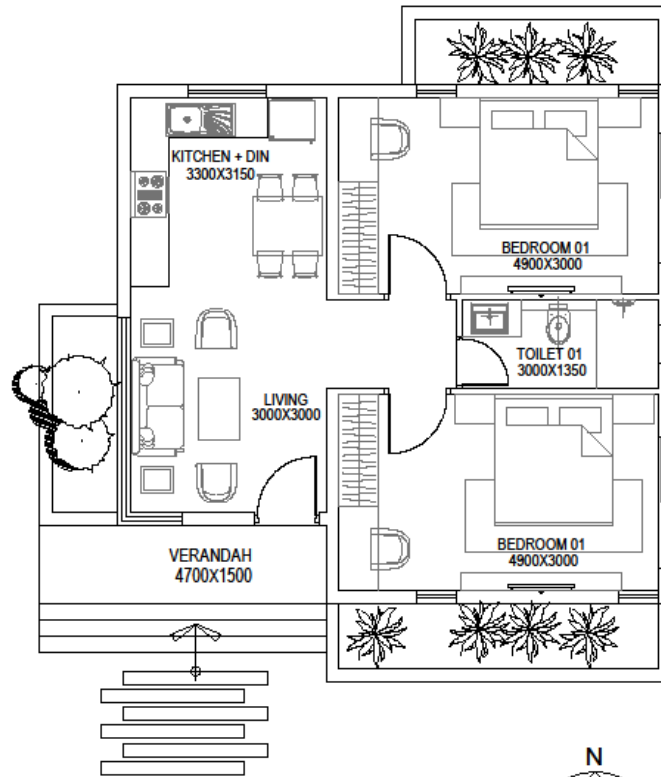 KITCHEN + DIN
3300X3150
BEDROOM 01
4900X3000
TOILET 01
3000X1350
LIVING
3000X3000
BEDROOM 01
4900X3000
VERANDAH
4700X1500
N